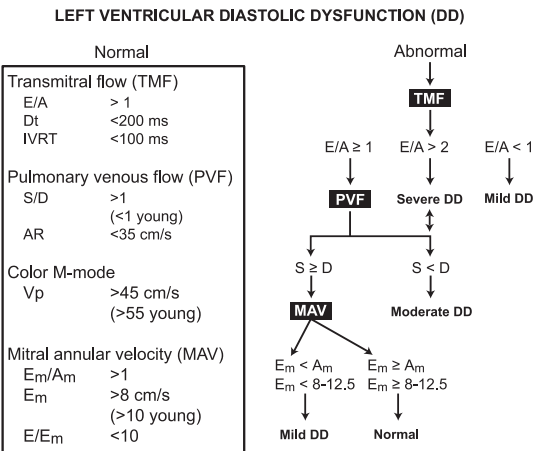 LEFT VENTRICULAR DIASTOLIC DYSFUNCTION (DD)
Normal
Transmitral flow (TMF)
E/A > 1
Dt <200 ms
IVRT <100 ms
Pulmonary venous flow (PVF)
S/D >1
(<1 young)
AR <35 cm/s
Color M-mode
Vp >45 cm/s
(>55 young)
Mitral annular velocity (MAV)
Em/Am >1
Em >8 cm/s
(>10 young)
E/Em <10
Abnormal
TMF
E/A ≥ 1 E/A > 2 E/A < 1
PVF Severe DD Mild DD
S ≥ D S < D
MAV Moderate DD
Em < Am Em ≥ Am
Em < 8-12.5 Em ≥ 8-12.5
Mild DD Normal